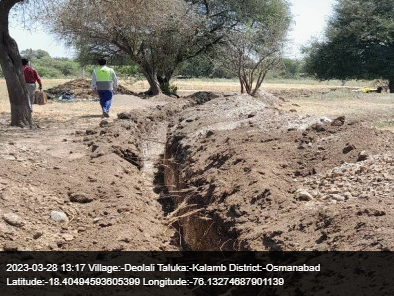 2023-03-28 13:17 Village:-Deolali Taluka:-Kalamb District:-Osmanabad
Latitude:-18.40494593605399 Longitude:-76.13274687901139